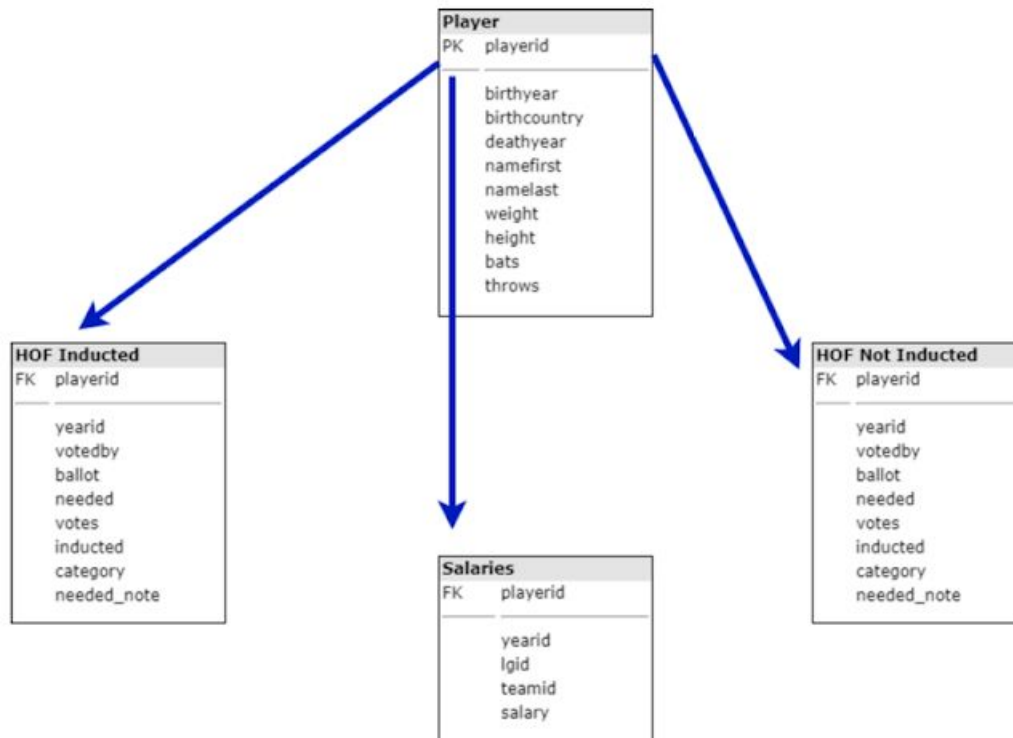 Player
PK playerid
birthyear
birthcountry
deathyear
namefirst
namelast
weight
height
bats
throws
HOF Inducted
FK playerid
yearid
votedby
ballot
needed
votes
inducted
category
needed_note
HOF Not Inducted
FK playerid
yearid
votedby
ballot
needed
votes
inducted
category
needed_note
Salaries
FK playerid
yearid
lgid
teamid
salary